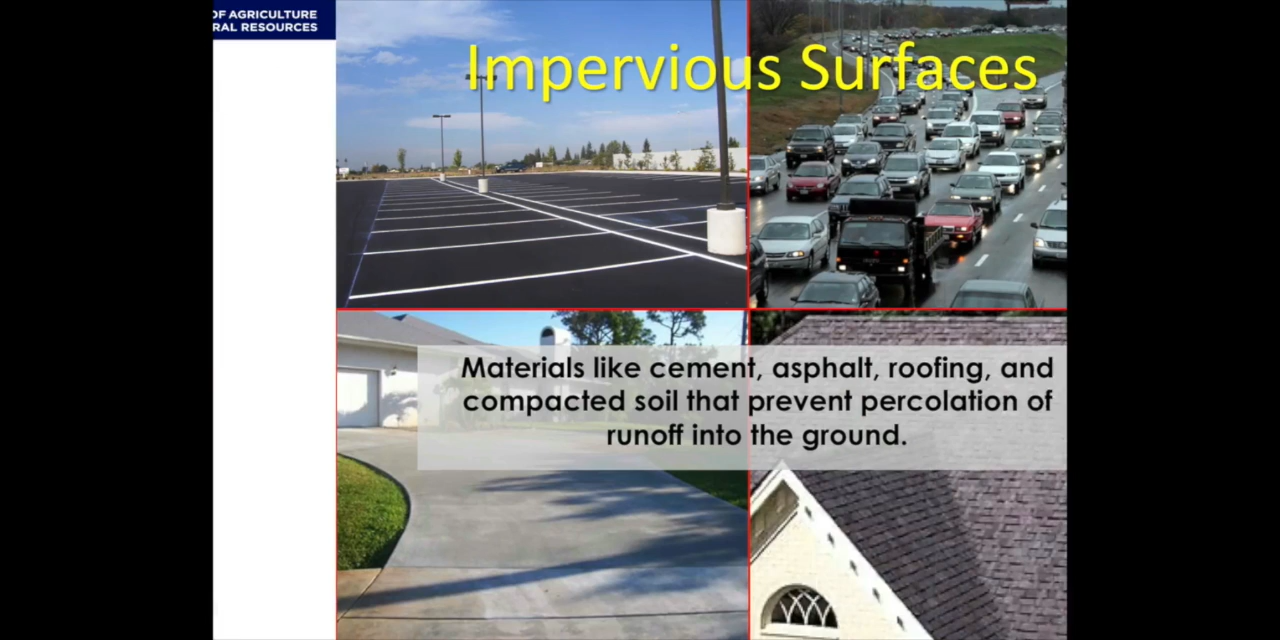 OF AGRICULTURE
RAL RESOURCES
Impervious Surfaces
Materials like cement, asphalt, roofing, and
compacted soil that prevent percolation of
runoff into the ground.